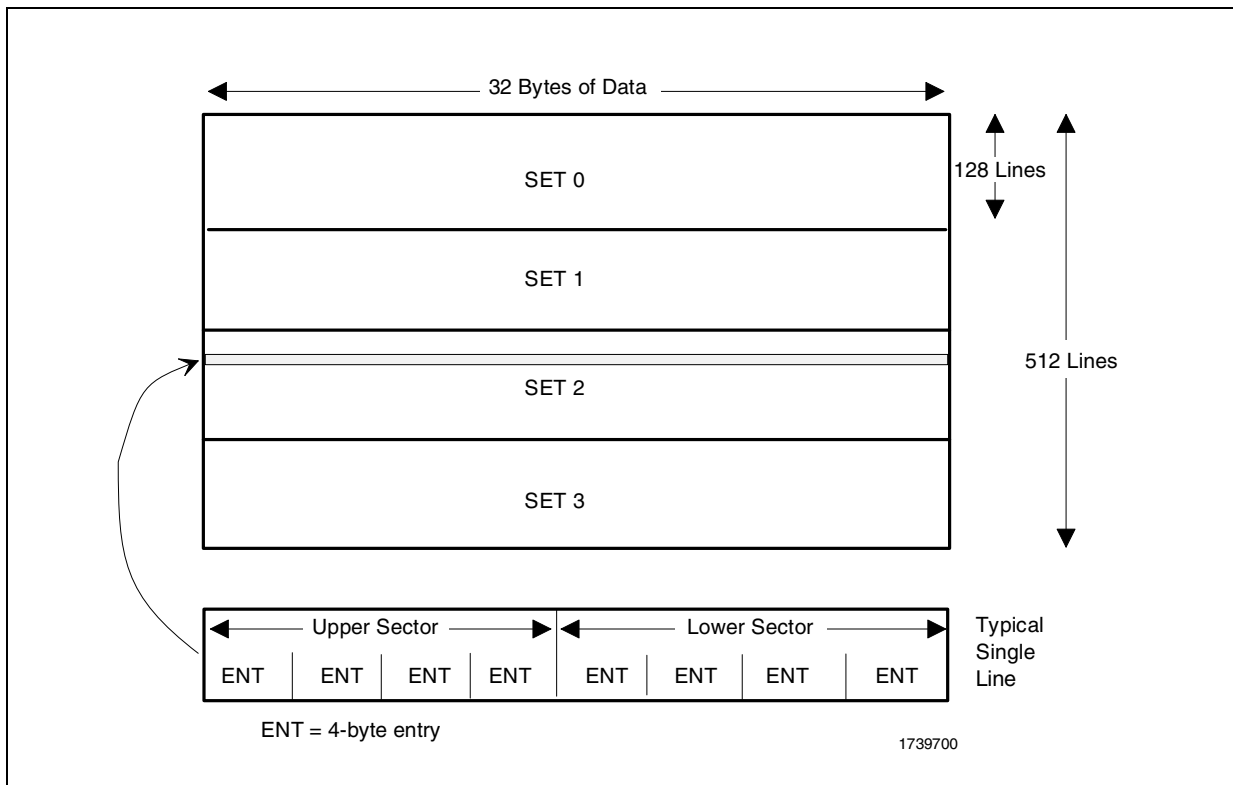 32 Bytes of Data
SET 0
128 Lines
SET 1
512 Lines
SET 2
SET 3
Upper Sector
Lower Sector
ENT ENT ENT ENT ENT ENT ENT ENT
Typical
Single
Line
ENT = 4-byte entry
1739700